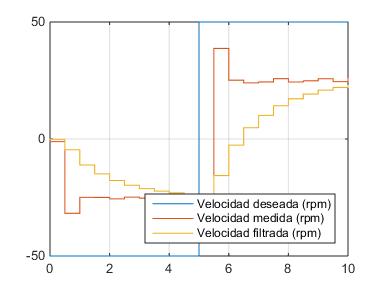 50
0
-50
Velocidad deseada (rpm)
Velocidad medida (rpm)
Velocidad filtrada (rpm)
0 2 4 6 8 10